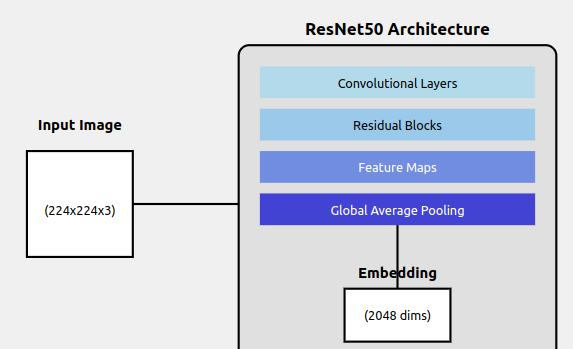 ResNet50 Architecture
Convolutional Layers
Input Image
Residual Blocks
Feature Maps
(224x224x3)
Global Average Pooling
Embedding
(2048 dims)